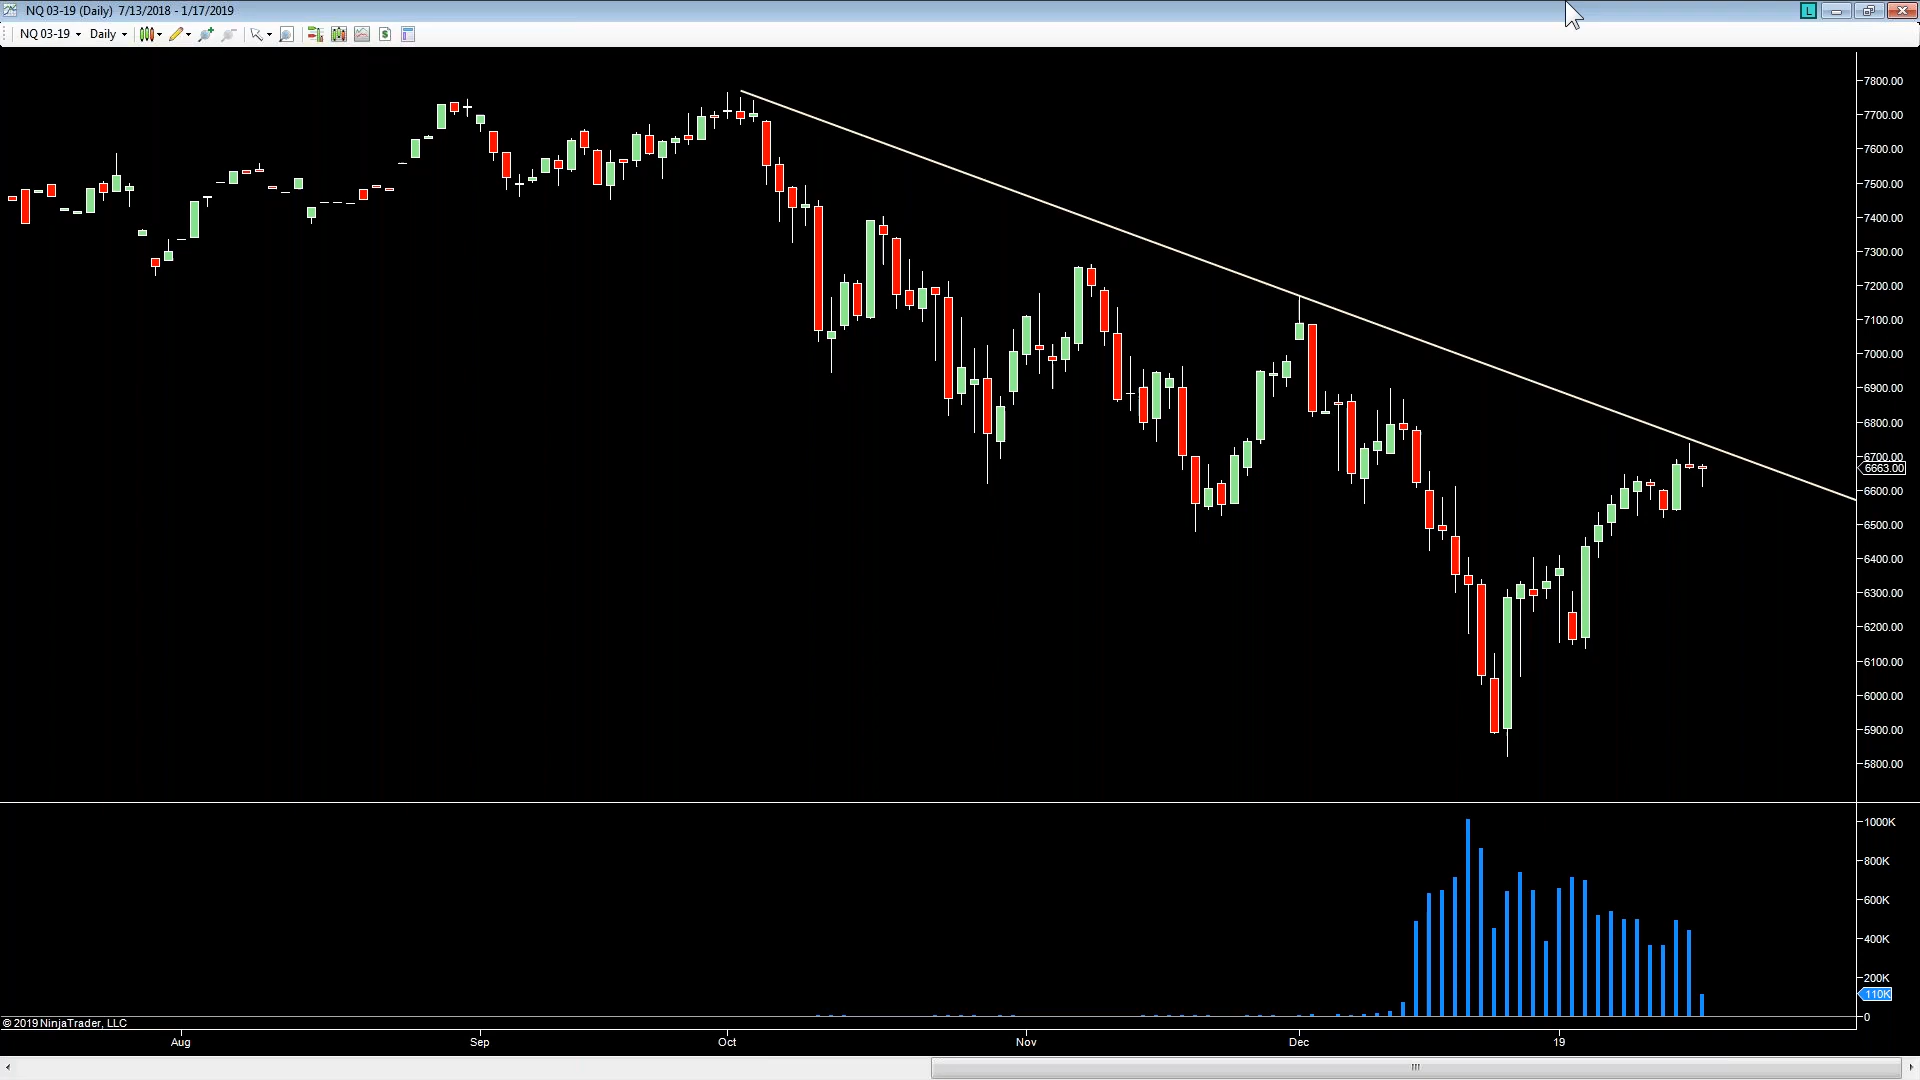 NQ 03-19 (Daily) 7/13/2018 - 1/17/2019
L
NQ 03-19 Daily
7800.00
7700.00
7600.00
7500.00
7400.00
7300.00
7200.00
7100.00
7000.00
6900.00
6800.00
6700.00
6663.00
6600.00
6500.00
6400.00
6300.00
6200.00
6100.00
6000.00
5900.00
5800.00
1000K
800K
600K
400K
200K
110K
0
© 2019 NinjaTrader, LLC
Aug Sep Oct Nov Dec 19